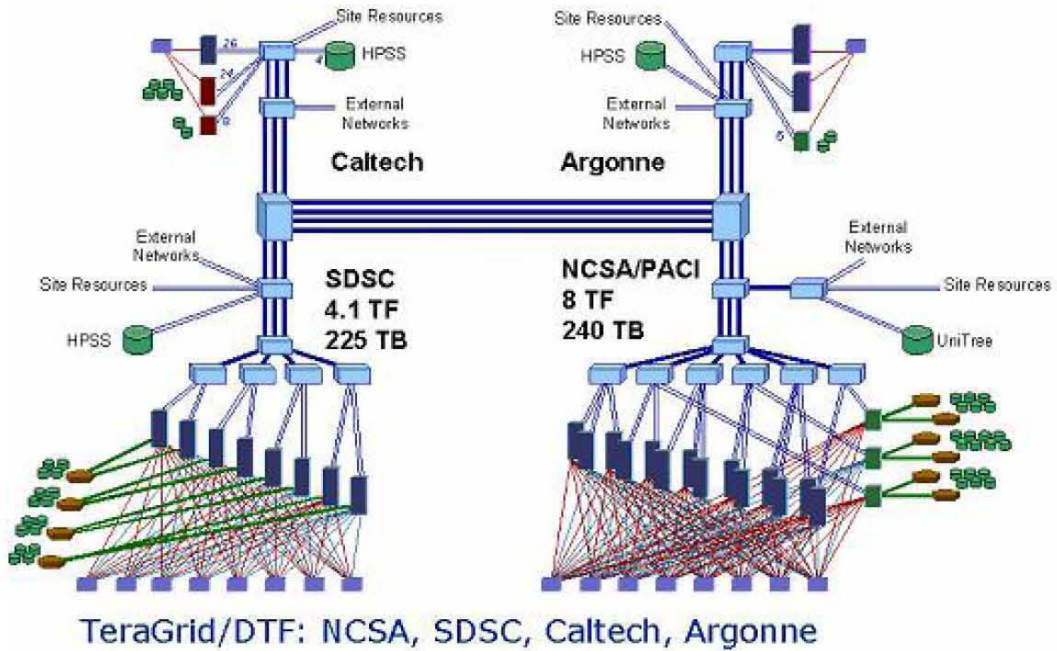 Site Resources
26
HPSS
4
24
8
External
Networks
Caltech
Site Resources
HPSS
External
Networks
5
Argonne
External
Networks
Site Resources
HPSS
SDSC
4.1 TF
225 TB
NCSA/PACI
8 TF
240 TB
External
Networks
Site Resources
UniTree
TeraGrid/DTF: NCSA, SDSC, Caltech, Argonne